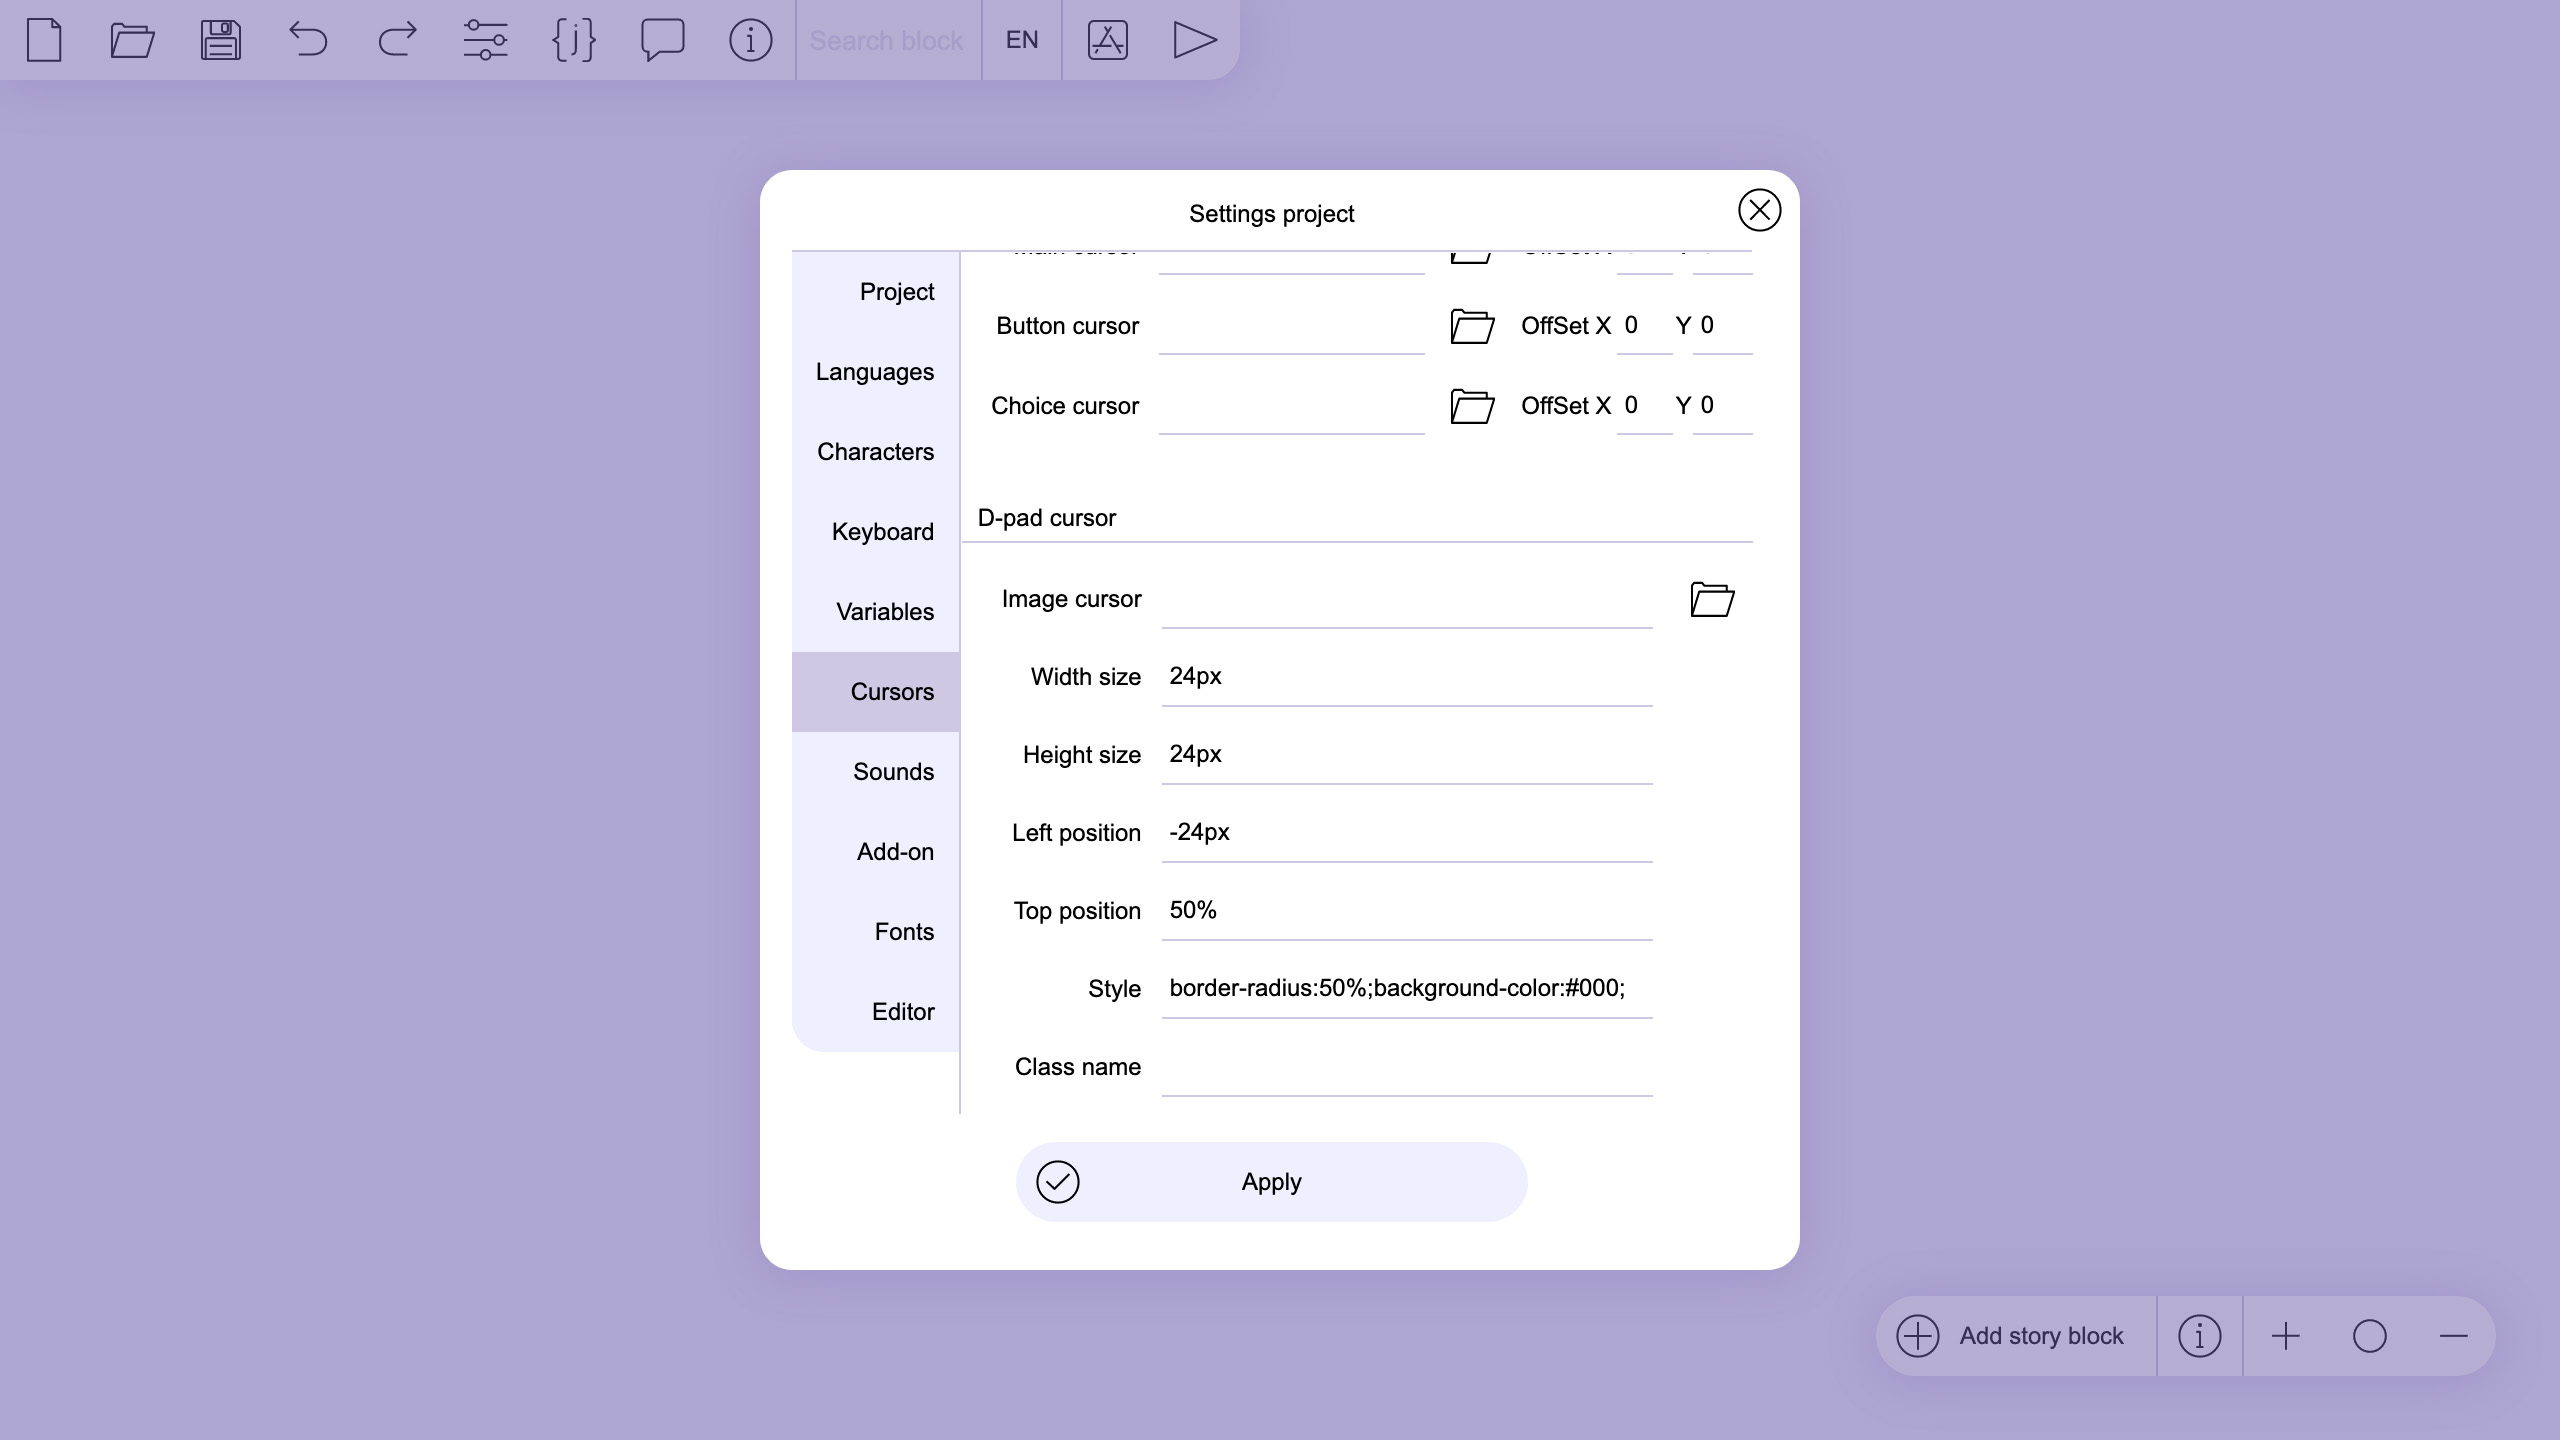 Search block
EN
Settings project
Project
Languages
Characters
Keyboard
Variables
Cursors
Sounds
Add-on
Fonts
Editor
Button cursor OffSet X 0 Y 0
Choice cursor OffSet X 0 Y 0
D-pad cursor
Image cursor
Width size 24px
Height size 24px
Left position -24px
Top position 50%
Style border-radius:50%;background-color:#000;
Class name
Apply
Add story block